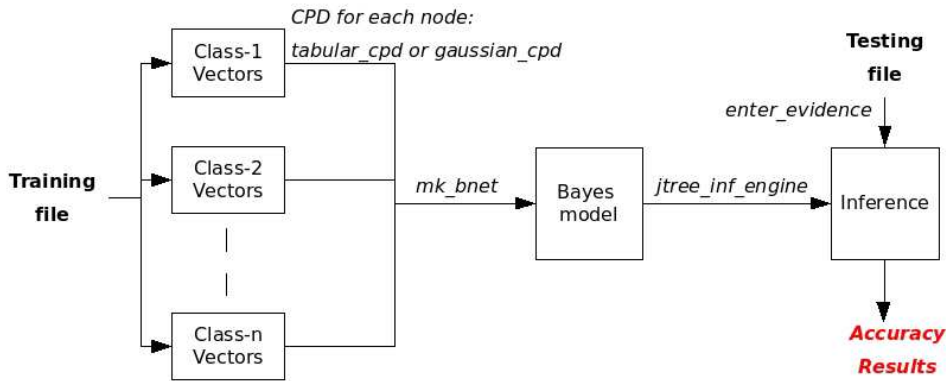 CPD for each node:
tabular_cpd or gaussian_cpd
Class-1
Vectors
Testing
file
enter_evidence
Training
file
Class-2
Vectors
mk_bnet
Bayes
model
jtree_inf_engine
Inference
Class-n
Vectors
Accuracy
Results